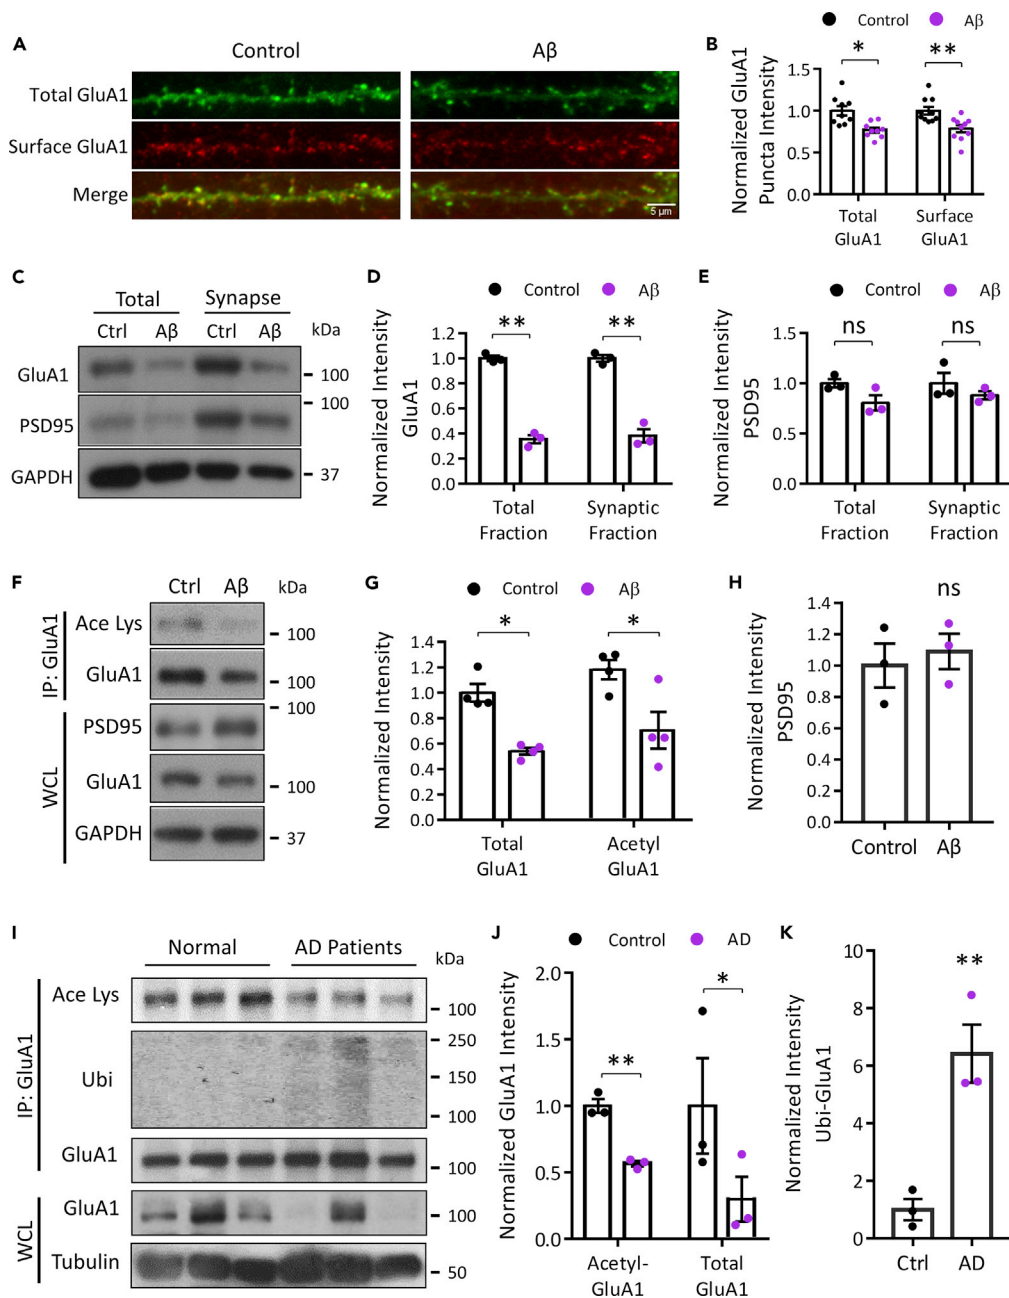 A
Control
Aβ
Total GluA1
Surface GluA1
Merge
5 µm
B
Control
Aβ
Normalized GluA1
Puncta Intensity
1.5
1.0
0.5
0.0
*
**
Total
GluA1
Surface
GluA1
C
Total
Synapse
Ctrl
Aβ
Ctrl
Aβ
kDa
GluA1
100
100
PSD95
GAPDH
37
D
Control
Aβ
Normalized Intensity
GluA1
1.2
1.0
0.8
0.6
0.4
0.2
0.0
**
**
Total
Fraction
Synaptic
Fraction
E
Control
Aβ
Normalized Intensity
PSD95
1.5
1.0
0.5
0.0
ns
ns
Total
Fraction
Synaptic
Fraction
F
Ctrl
Aβ
kDa
IP: GluA1
Ace Lys
100
GluA1
100
100
WCL
PSD95
GluA1
100
GAPDH
37
G
Control
Aβ
Normalized Intensity
1.4
1.2
1.0
0.8
0.6
0.4
0.2
0.0
*
*
Total
GluA1
Acetyl
GluA1
H
Normalized Intensity
PSD95
1.4
1.2
1.0
0.8
0.6
0.4
0.2
0.0
ns
Control
Aβ
I
Normal
AD Patients
kDa
IP: GluA1
Ace Lys
100
250
Ubi
150
100
GluA1
100
WCL
GluA1
100
Tubulin
50
J
Control
AD
Normalized GluA1 Intensity
2.0
1.5
1.0
0.5
0.0
**
*
Acetyl-
GluA1
Total
GluA1
K
Normalized Intensity
Ubi-GluA1
10
8
6
4
2
0
**
Ctrl
AD